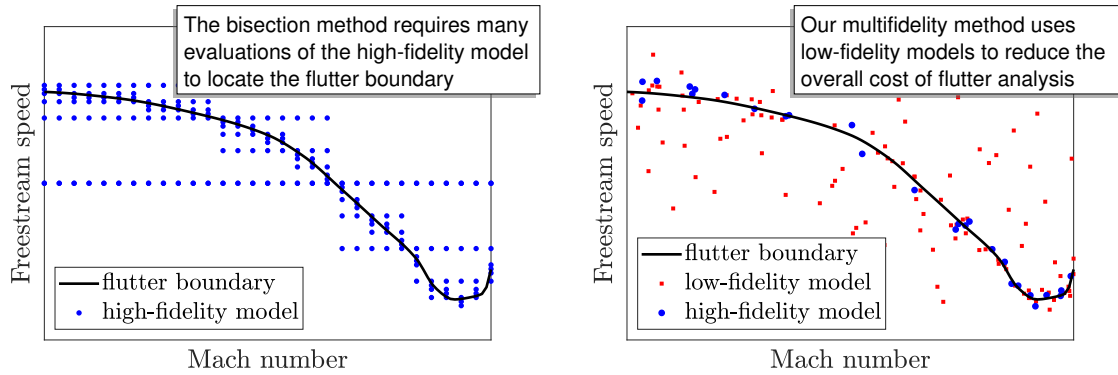 The bisection method requires many
evaluations of the high-fidelity model
to locate the flutter boundary
Freestream speed
flutter boundary
high-fidelity model
Mach number
Our multifidelity method uses
low-fidelity models to reduce the
overall cost of flutter analysis
Freestream speed
flutter boundary
low-fidelity model
high-fidelity model
Mach number